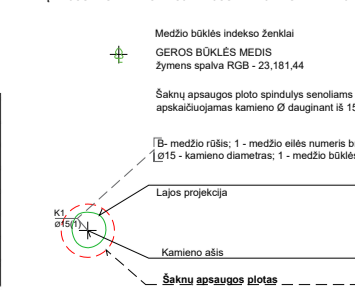 Medžio būklės indekso ženklai
GEROS BŪKLĖS MEDIS
žymens spalva RGB - 23,181,44
Šaknų apsaugos ploto spindulys senoliams
apskaičiuojamas kamieno Ø dauginant iš 15
B- medžio rūšis; 1 - medžio eilės numeris
Ø15 - kamieno diametras; 1 - medžio būklės
Lajos projekcija
K1
Ø15(1)
Kamieno ašis
Šaknų apsaugos plotas